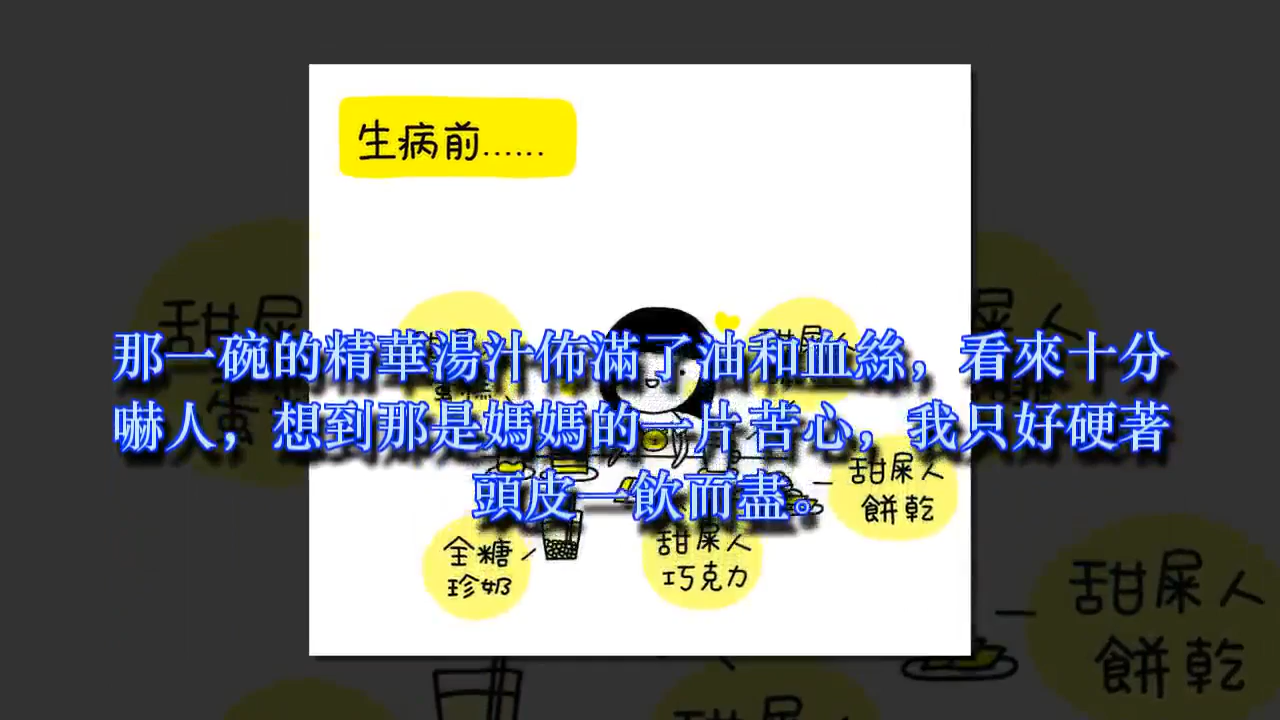 生病前......
那一碗的精華湯汁佈滿了油和血絲，看來十分
嚇人，想到那是媽媽的一片苦心，我只好硬著
頭皮一飲而盡。
甜屎人
餅乾
全糖
珍奶
甜屎人
巧克力
甜屎人
餅乾